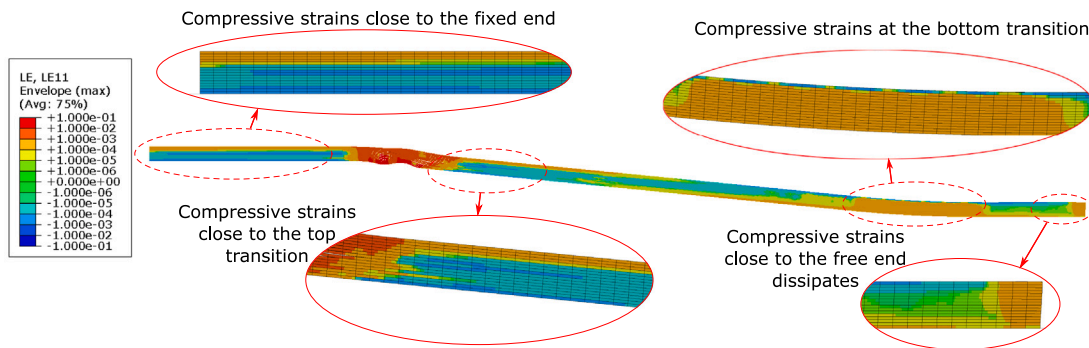 Compressive strains close to the fixed end
Compressive strains at the bottom transition
LE, LE11
Envelope (max)
(Avg: 75%)
+1.000e-01
+1.000e-02
+1.000e-03
+1.000e-04
+1.000e-05
+1.000e-06
+0.000e+00
-1.000e-06
-1.000e-05
-1.000e-04
-1.000e-03
-1.000e-02
-1.000e-01
Compressive strains
close to the top
transition
Compressive strains
close to the free end
dissipates